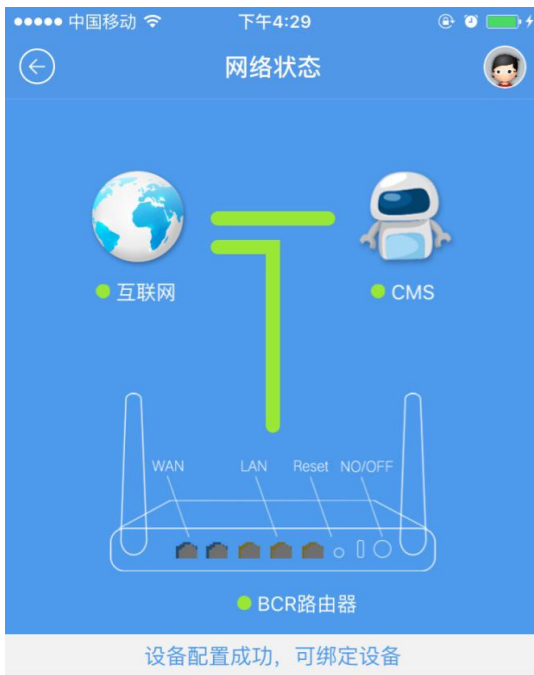 中国移动 下午4:29
网络状态
互联网 CMS
WAN LAN Reset NO/OFF
BCR路由器
设备配置成功，可绑定设备